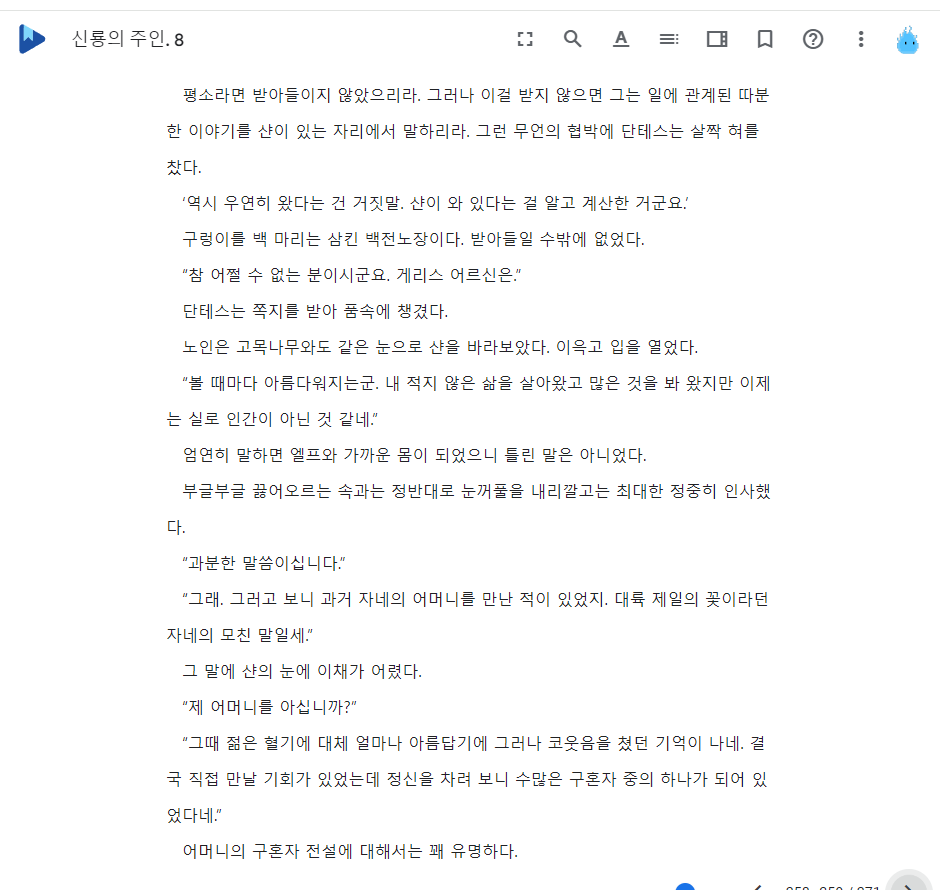 신룡의 주인. 8
평소라면 받아들이지 않았으리라. 그러나 이걸 받지 않으면 그는 일에 관계된 따분
한 이야기를 샨이 있는 자리에서 말하리라. 그런 무언의 협박에 단테스는 살짝 혀를
찼다.
‘역시 우연히 왔다는 건 거짓말. 샨이 와 있다는 걸 알고 계산한 거군요.’
구렁이를 백 마리는 삼킨 백전노장이다. 받아들일 수밖에 없었다.
“참 어쩔 수 없는 분이시군요. 게리스 어르신은.”
단테스는 쪽지를 받아 품속에 챙겼다.
노인은 고목나무와도 같은 눈으로 샨을 바라보았다. 이윽고 입을 열었다.
“볼 때마다 아름다워지는군. 내 적지 않은 삶을 살아왔고 많은 것을 봐 왔지만 이제
는 실로 인간이 아닌 것 같네.”
엄연히 말하면 엘프와 가까운 몸이 되었으니 틀린 말은 아니었다.
부글부글 끓어오르는 속과는 정반대로 눈꺼풀을 내리깔고는 최대한 정중히 인사했
다.
“과분한 말씀이십니다.”
“그래. 그러고 보니 과거 자네의 어머니를 만난 적이 있었지. 대륙 제일의 꽃이라던
자네의 모친 말일세.”
그 말에 샨의 눈에 이채가 어렸다.
“제 어머니를 아십니까?”
“그때 젊은 혈기에 대체 얼마나 아름답기에 그러나 코웃음을 쳤던 기억이 나네. 결
국 직접 만날 기회가 있었는데 정신을 차려 보니 수많은 구혼자 중의 하나가 되어 있
었다네.”
어머니의 구혼자 전설에 대해서는 꽤 유명하다.